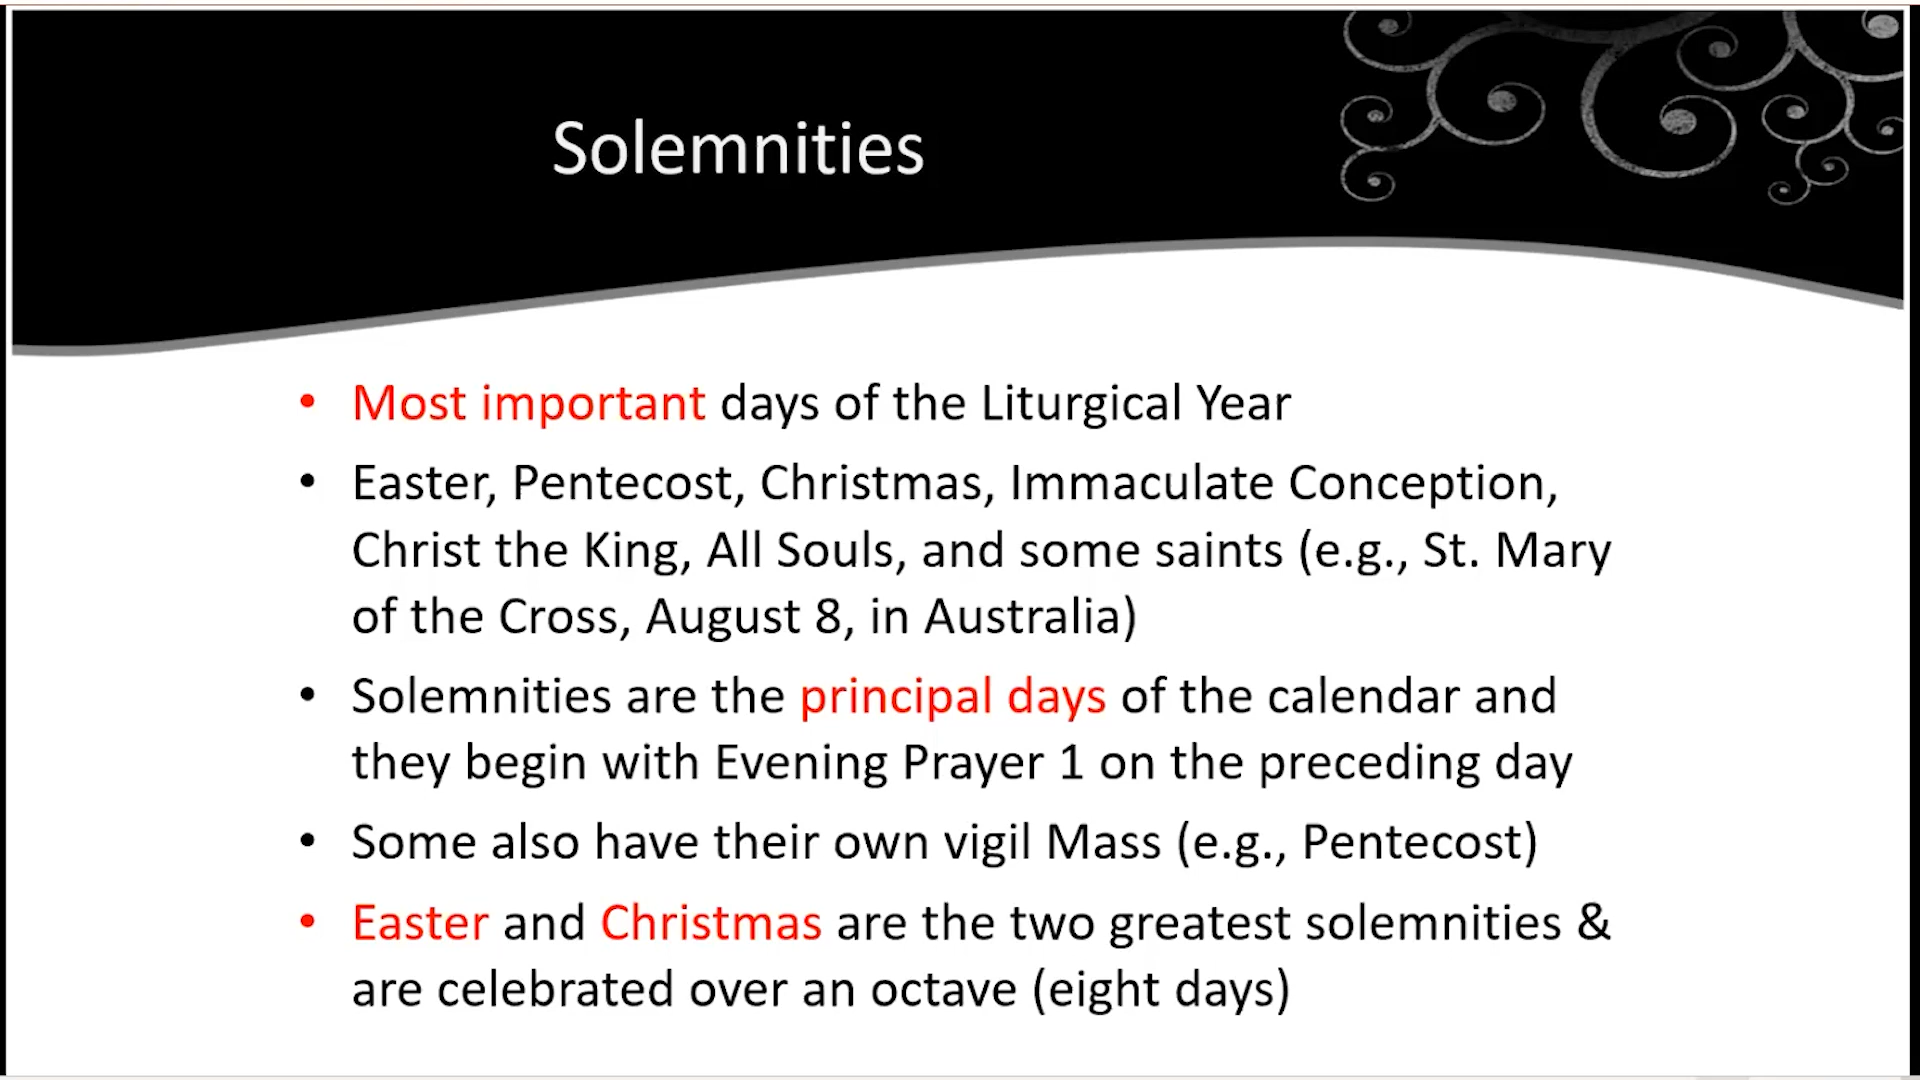 Solemnities
• Most important days of the Liturgical Year
• Easter, Pentecost, Christmas, Immaculate Conception,
Christ the King, All Souls, and some saints (e.g., St. Mary
of the Cross, August 8, in Australia)
• Solemnities are the principal days of the calendar and
they begin with Evening Prayer 1 on the preceding day
• Some also have their own vigil Mass (e.g., Pentecost)
• Easter and Christmas are the two greatest solemnities &
are celebrated over an octave (eight days)